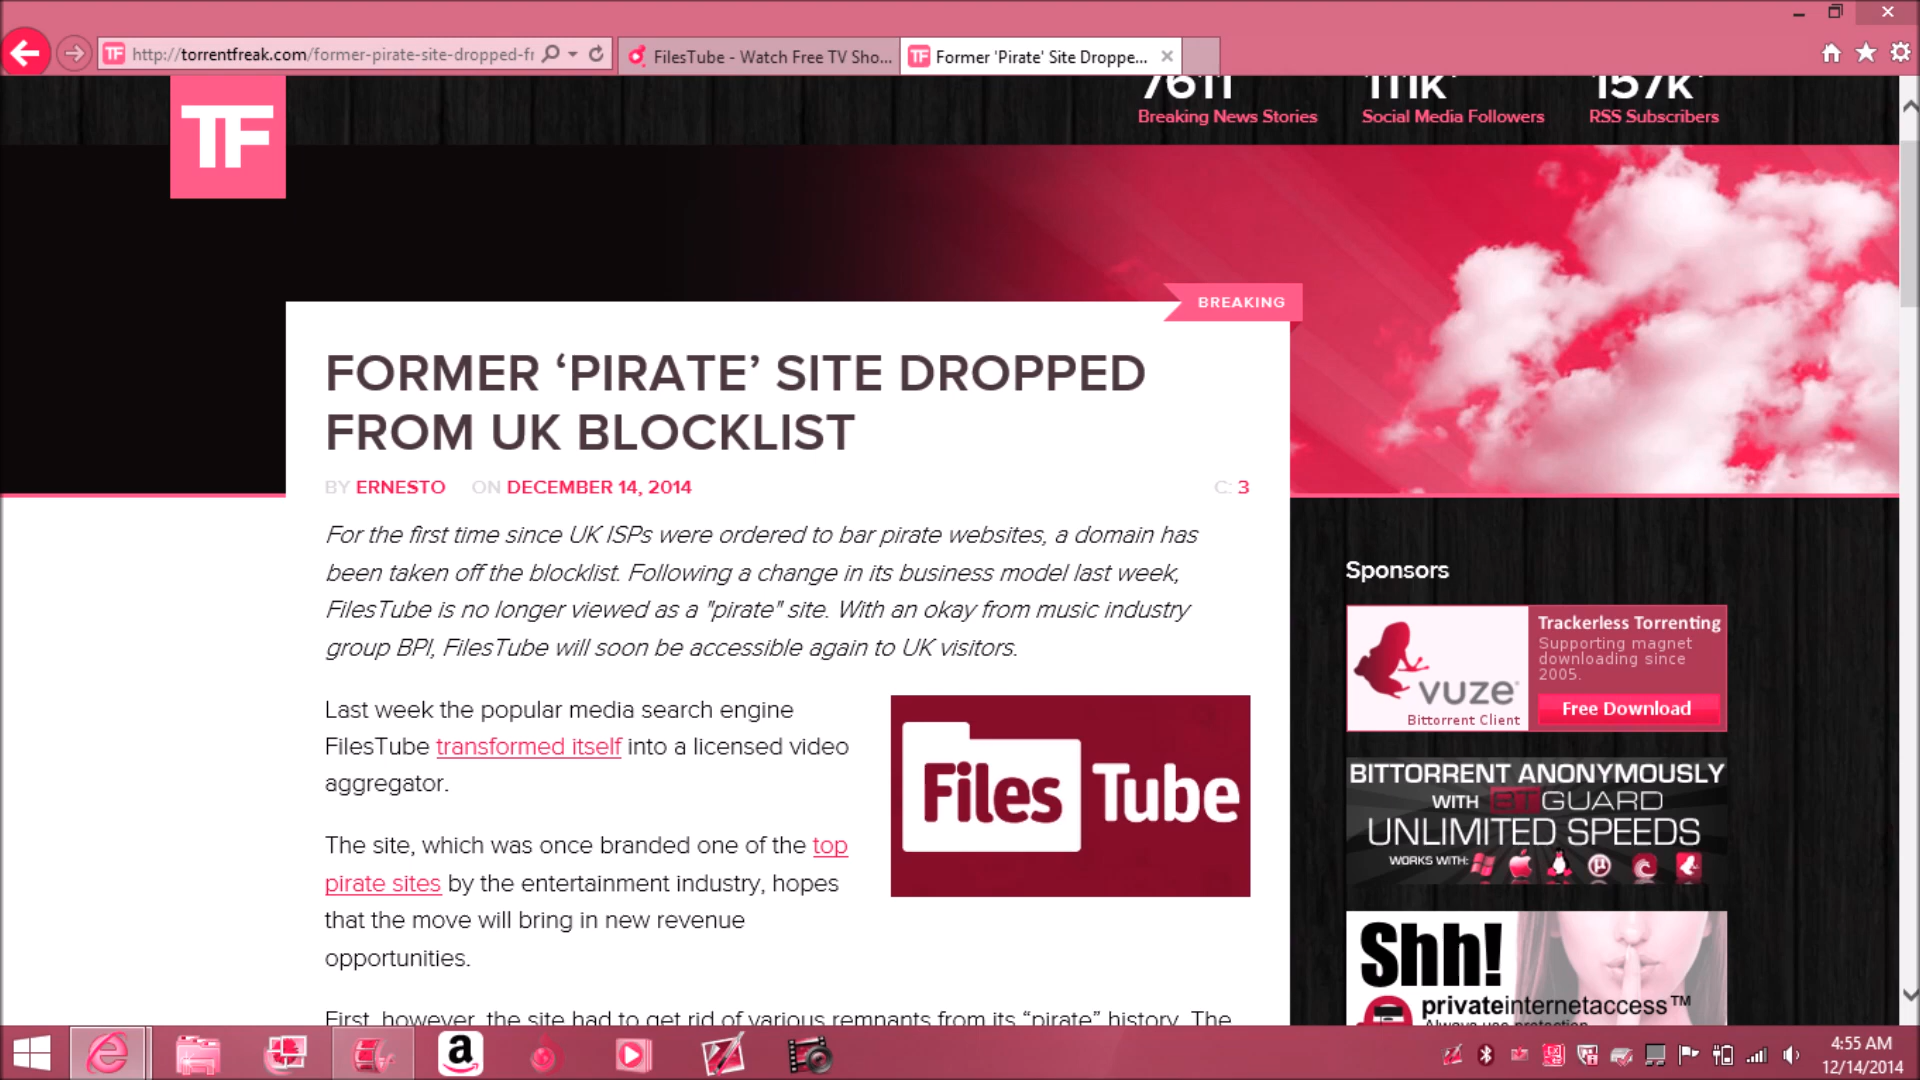 http://torrentfreak.com/former-pirate-site-dropped-fr
FilesTube - Watch Free TV Sho...
Former 'Pirate' Site Droppe...
TF
7611
111k
157k
Breaking News Stories
Social Media Followers
RSS Subscribers
BREAKING
FORMER ‘PIRATE’ SITE DROPPED
FROM UK BLOCKLIST
BY ERNESTO ON DECEMBER 14, 2014
C: 3
For the first time since UK ISPs were ordered to bar pirate websites, a domain has
been taken off the blocklist. Following a change in its business model last week,
FilesTube is no longer viewed as a "pirate" site. With an okay from music industry
group BPI, FilesTube will soon be accessible again to UK visitors.
Last week the popular media search engine
FilesTube transformed itself into a licensed video
aggregator.
Files Tube
The site, which was once branded one of the top
pirate sites by the entertainment industry, hopes
that the move will bring in new revenue
opportunities.
First, however, the site had to get rid of various remnants from its “pirate” history. The
Sponsors
vuze
Bittorrent Client
Trackerless Torrenting
Supporting magnet
downloading since
2005.
Free Download
BITTORRENT ANONYMOUSLY
WITH BTGUARD
UNLIMITED SPEEDS
WORKS WITH:
Shh!
privateinternetaccess™
Always use protection
4:55 AM
12/14/2014